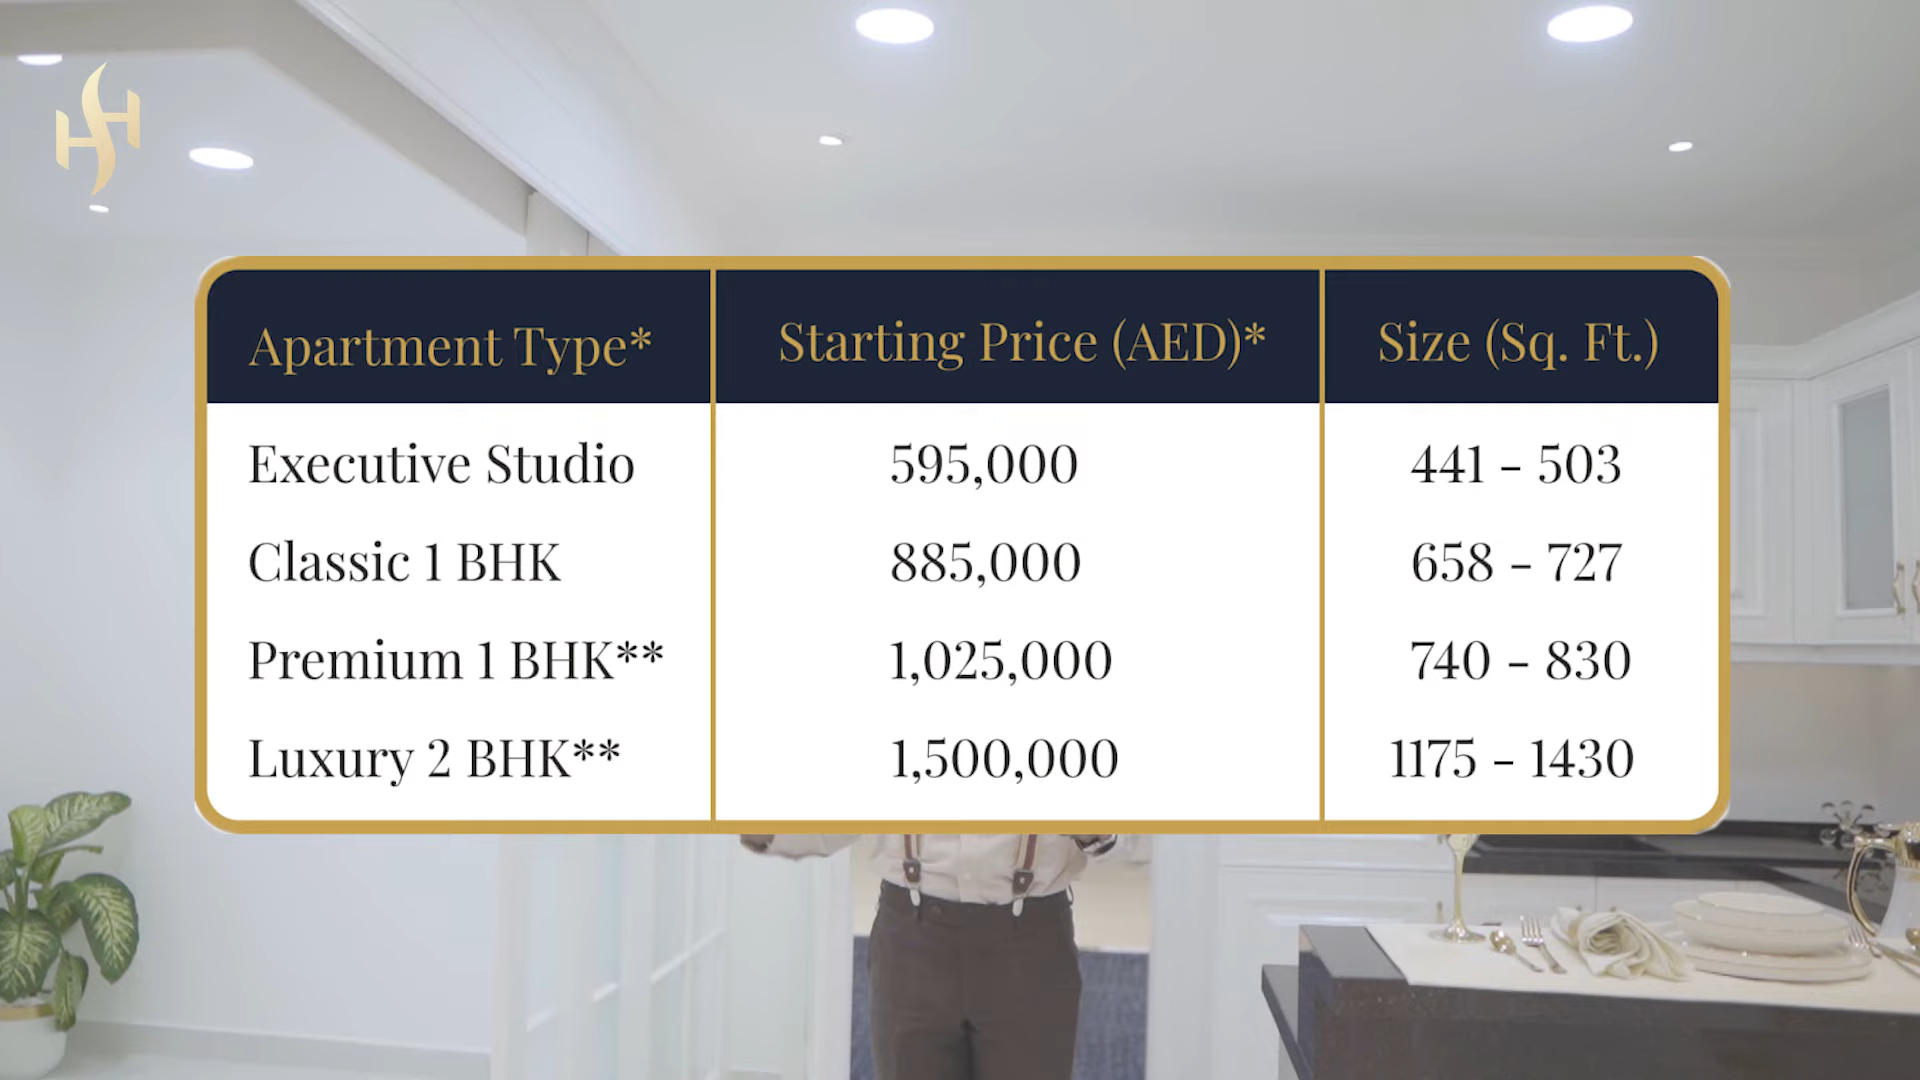 HSH
Apartment Type* Starting Price (AED)* Size (Sq. Ft.)
Executive Studio 595,000 441 - 503
Classic 1 BHK 885,000 658 - 727
Premium 1 BHK** 1,025,000 740 - 830
Luxury 2 BHK** 1,500,000 1175 - 1430